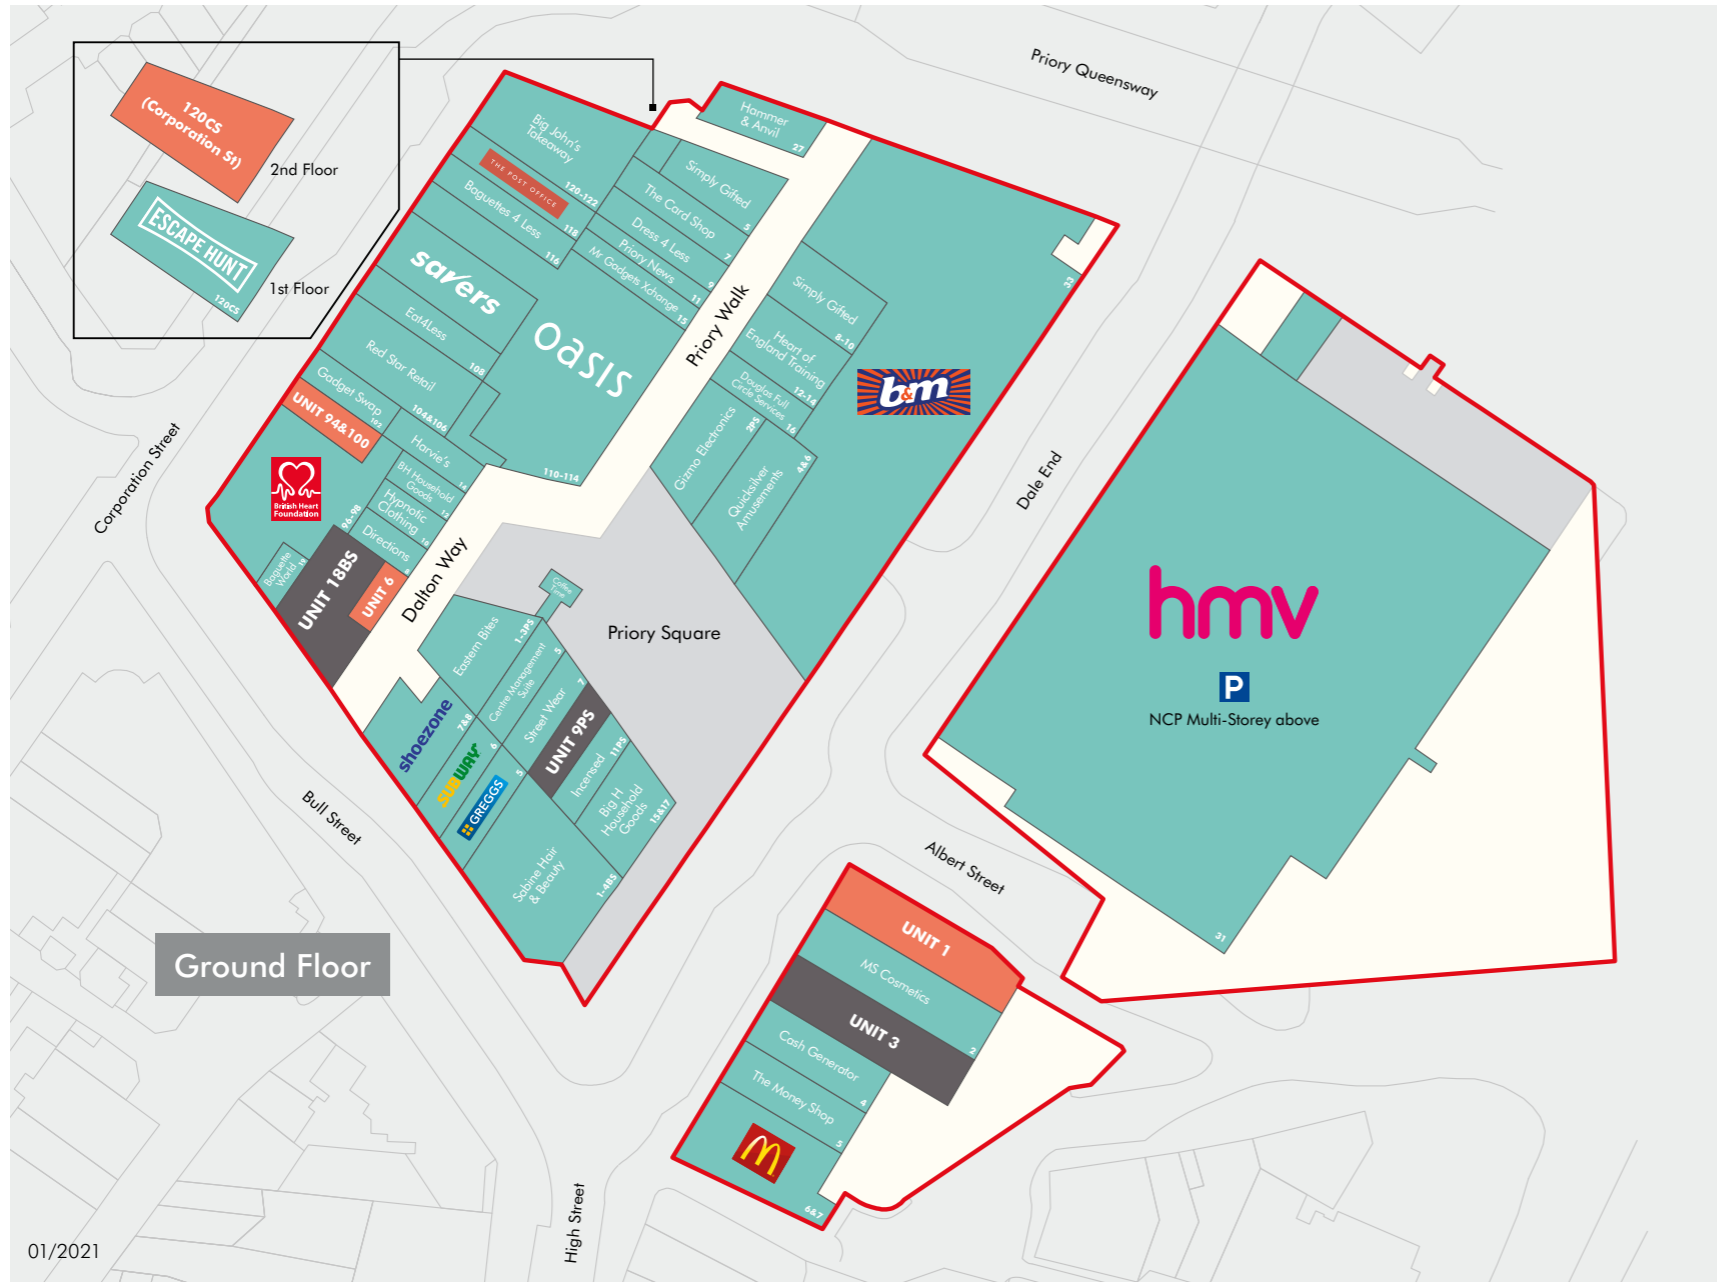 120CS
(Corporation St)
2nd Floor
ESCAPE HUNT
120CS
1st Floor
Priory Queensway
Hammer
& Anvil
27
Big John's
Takeaway
120-122
THE POST OFFICE
118
Baguettes 4 Less
116
Simply Gifted
5
The Card Shop
7
Dress 4 Less
9
Priory News
11
Mr Gadgets Xchange
15
savers
Eat4Less
108
Red Star Retail
104&106
Gadget Swap
102
UNIT 94&100
OASIS
110-114
Priory Walk
33
Simply Gifted
8-10
Heart of
England Training
12-14
Douglas Full
Circle Services
16
b&m
Gizmo Electronics
2PS
Quicksilver
Amusements
4&6
Corporation Street
British Heart
Foundation
96-98
Harvie's
14
BH Household
Goods
12
Hypnotic
Clothing
10
Directions
8
Baguette
World
19
UNIT 18BS
UNIT 6
Dalton Way
Dale End
Coffee
Time
Priory Square
Eastern Bites
1-3PS
Centre Management
Suite
5
Street Wear
7
UNIT 9PS
Incensed
11PS
Big H
Household
Goods
15&17
shoezone
7&8
SUBWAY
6
GREGGS
5
Sabine Hair
& Beauty
1-4BS
Bull Street
hmv
P
NCP Multi-Storey above
31
Albert Street
UNIT 1
MS Cosmetics
2
UNIT 3
Cash Generator
4
The Money Shop
5
6&7
Ground Floor
High Street
01/2021